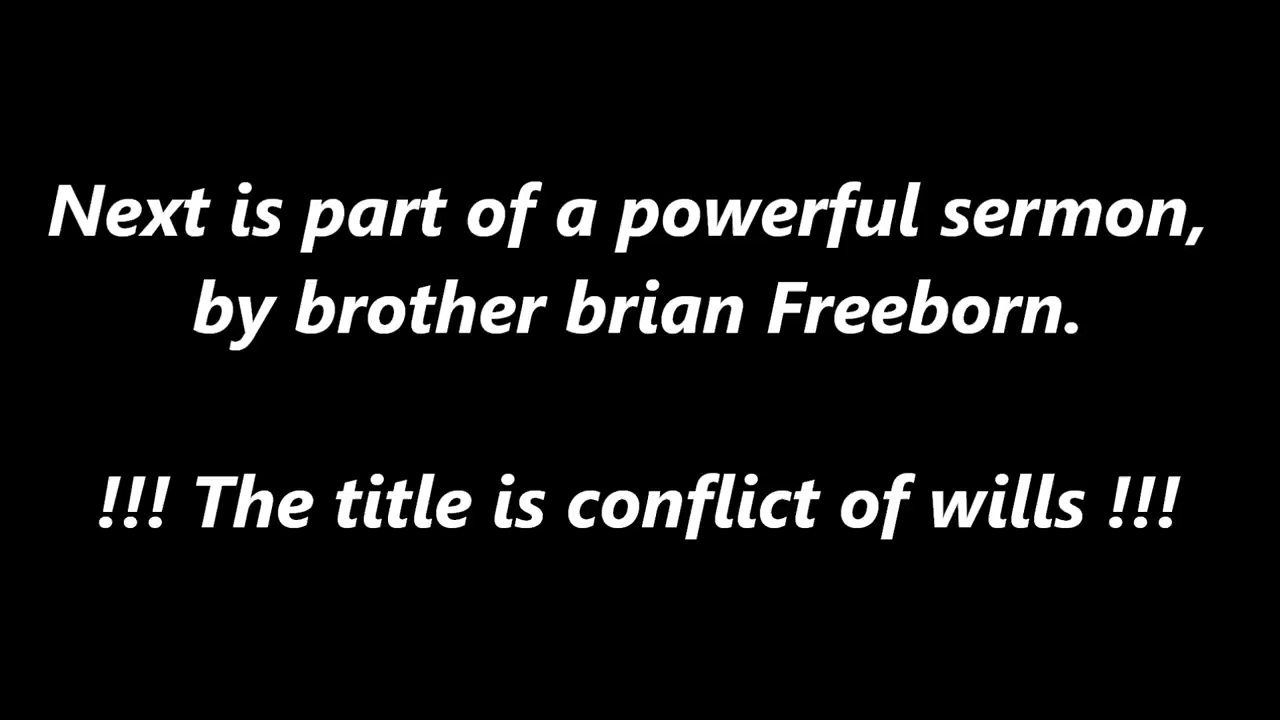 Next is part of a powerful sermon,
by brother brian Freeborn.
!!! The title is conflict of wills !!!